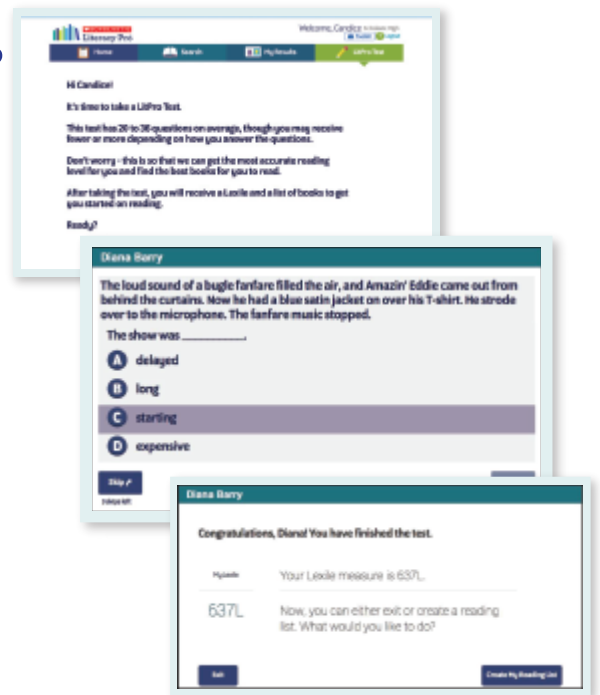 SCHOLASTIC
Literacy Pro
Welcome, Candice
Home
Search
My Results
LitPro Test
Hi Candice!
It's time to take a LitPro Test.
This test has 20 to 30 questions on average, though you may receive
fewer or more depending on how you answer the questions.
Don't worry - this is so that we can get the most accurate reading
level for you and find the best books for you to read.
After taking the test, you will receive a Lexile and a list of books to get
you started on reading.
Ready?
Diana Barry
The loud sound of a bugle fanfare filled the air, and Amazin' Eddie came out from
behind the curtains. Now he had a blue satin jacket on over his T-shirt. He strode
over to the microphone. The fanfare music stopped.
The show was __________.
A delayed
B long
C starting
D expensive
Skip
Diana Barry
Congratulations, Diana! You have finished the test.
My Lexile
Your Lexile measure is 637L.
637L
Now, you can either exit or create a reading
list. What would you like to do?
Exit
Create My Reading List